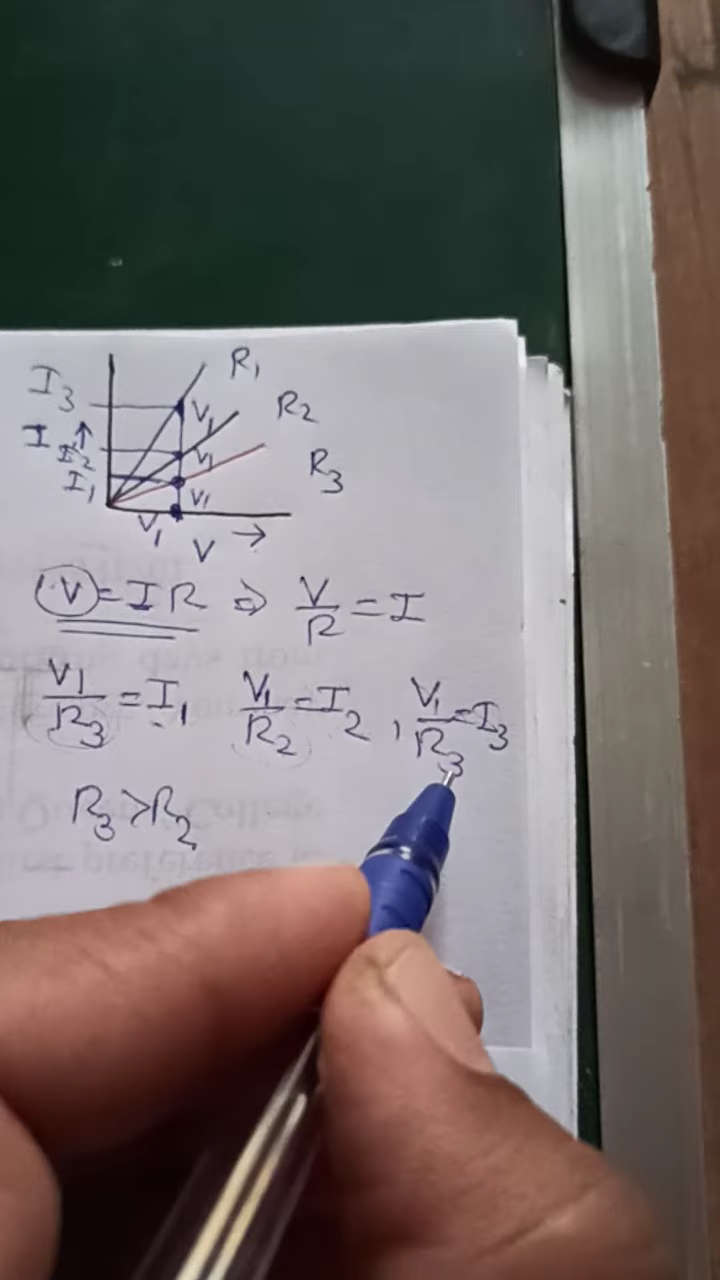 R1
I3
V1
R2
I ↑
I2
V1
R3
I1
V1
V1
V →
V = IR ⇒ V/R = I
V1/R3 = I1 V1/R2 = I2 , V1/R3 = I3
R3 > R2